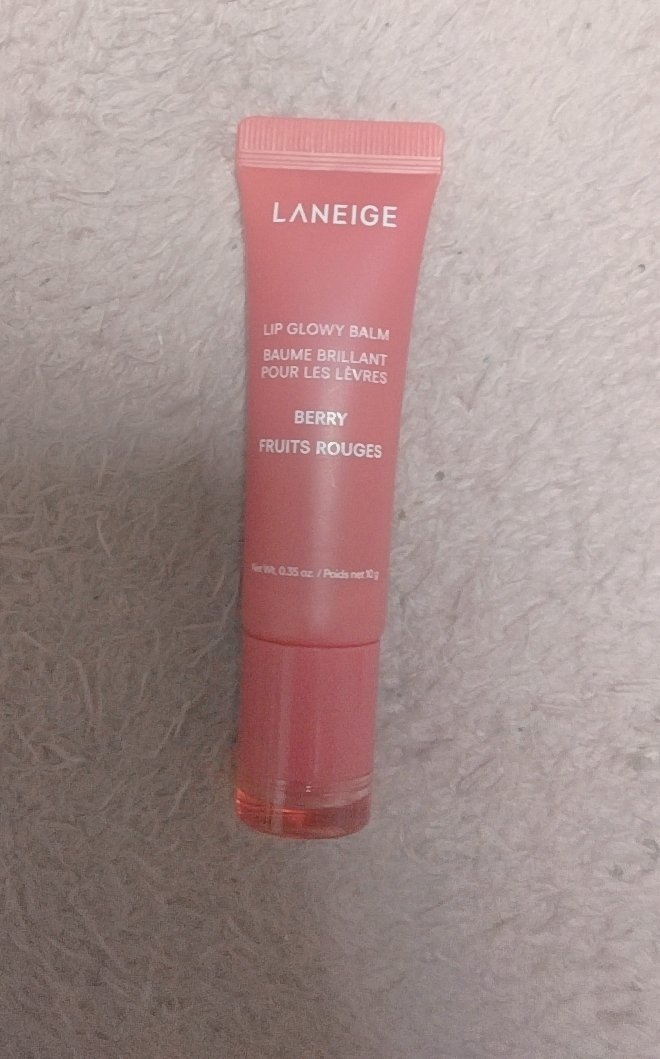 LANEIGE
LIP GLOWY BALM
BAUME BRILLANT
POUR LES LÈVRES
BERRY
FRUITS ROUGES
Net Wt. 0.35 oz. / Poids net 10 g